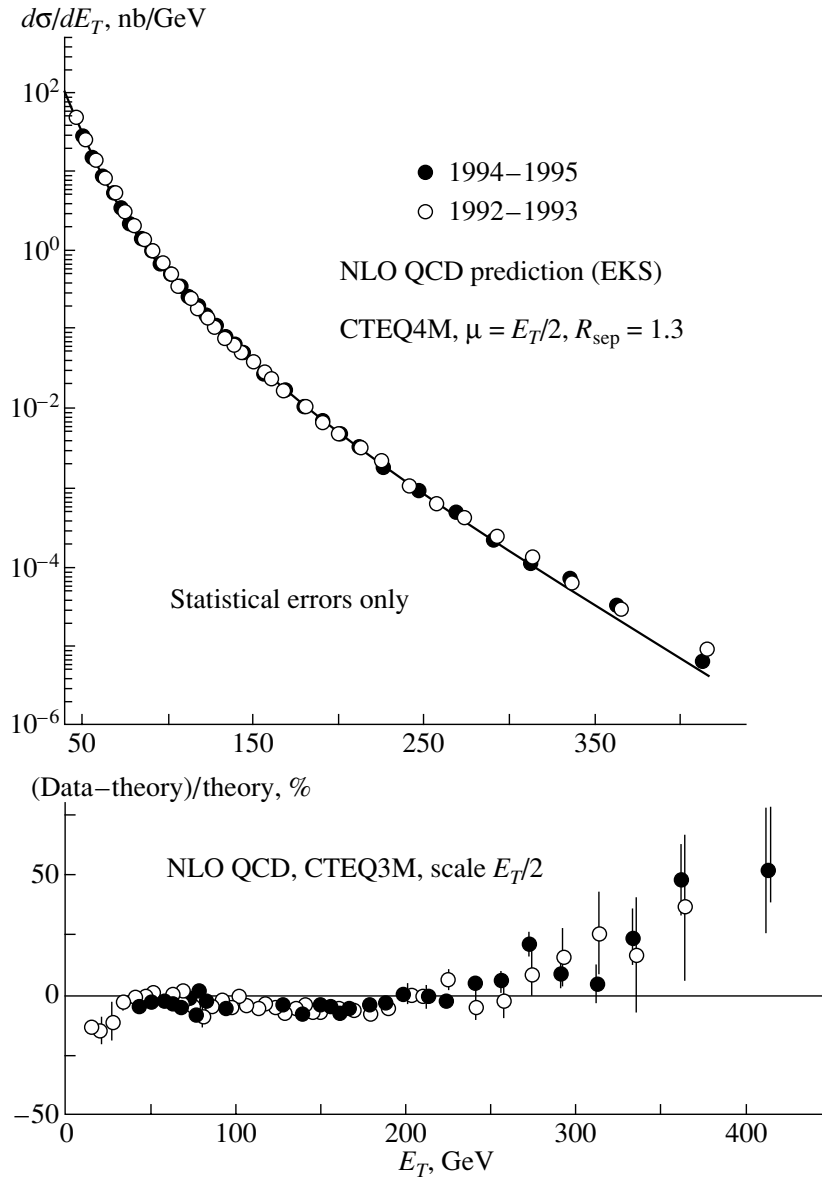 dσ/dE_T, nb/GeV
10^2
1994–1995
1992–1993
10^0
NLO QCD prediction (EKS)
CTEQ4M, μ = E_T/2, R_sep = 1.3
10^−2
10^−4
Statistical errors only
10^−6
50 150 250 350
(Data–theory)/theory, %
NLO QCD, CTEQ3M, scale E_T/2
50
0
−50
0 100 200 300 400
E_T, GeV